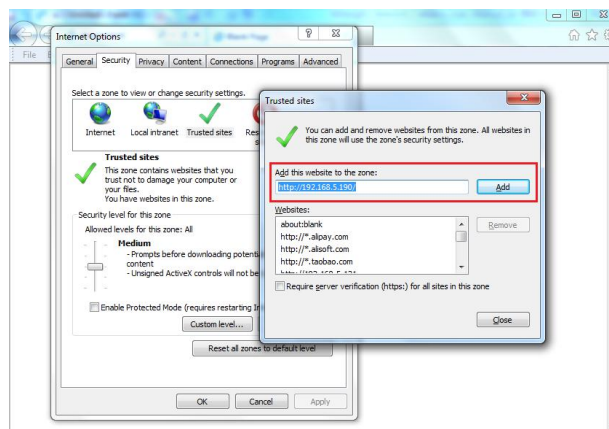 File
Internet Options
General Security Privacy Content Connections Programs Advanced
Select a zone to view or change security settings.
Internet Local intranet Trusted sites
Trusted sites
This zone contains websites that you
trust not to damage your computer or
your files.
You have websites in this zone.
Security level for this zone
Allowed levels for this zone: All
Medium
- Prompts before downloading
content
- Unsigned ActiveX controls will not be
Enable Protected Mode (requires restarting
Custom level...
Reset all zones to default level
OK Cancel Apply
Trusted sites
You can add and remove websites from this zone. All websites in
this zone will use the zone's security settings.
Add this website to the zone:
http://192.168.5.190/ Add
Websites:
about:blank Remove
http://*.alipay.com
http://*.alisoft.com
http://*.taobao.com
Require server verification (https:) for all sites in this zone
Close